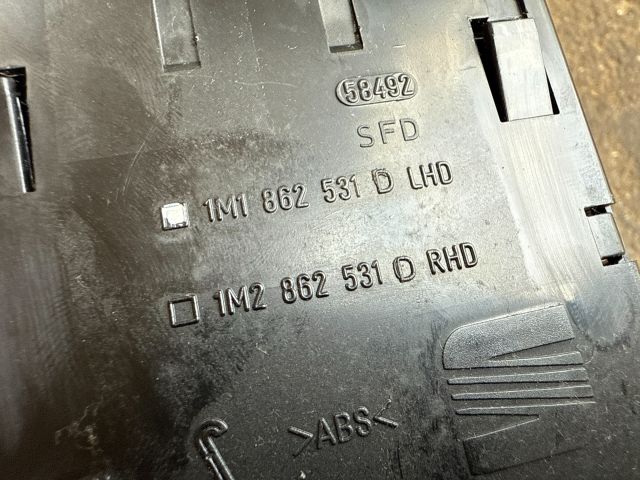 58492
SFD
1M1 862 531 D LHD
1M2 862 531 D RHD
>ABS<